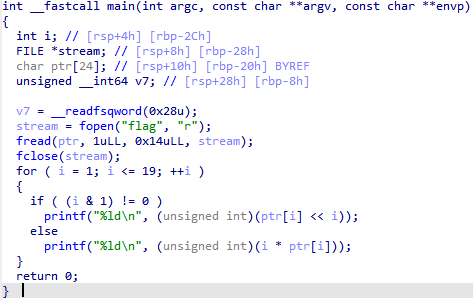 int __fastcall main(int argc, const char **argv, const char **envp)
{
  int i; // [rsp+4h] [rbp-2Ch]
  FILE *stream; // [rsp+8h] [rbp-28h]
  char ptr[24]; // [rsp+10h] [rbp-20h] BYREF
  unsigned __int64 v7; // [rsp+28h] [rbp-8h]

  v7 = __readfsqword(0x28u);
  stream = fopen("flag", "r");
  fread(ptr, 1uLL, 0x14uLL, stream);
  fclose(stream);
  for ( i = 1; i <= 19; ++i )
  {
    if ( (i & 1) != 0 )
      printf("%ld\n", (unsigned int)(ptr[i] << i));
    else
      printf("%ld\n", (unsigned int)(i * ptr[i]));
  }
  return 0;
}